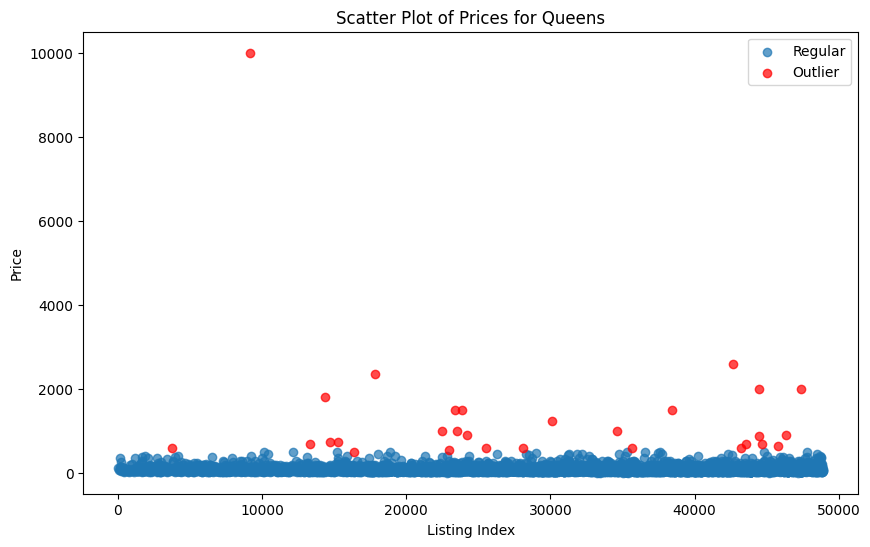 Scatter Plot of Prices for Queens
Regular
Outlier
10000
8000
6000
4000
2000
0
Price
0
10000
20000
30000
40000
50000
Listing Index